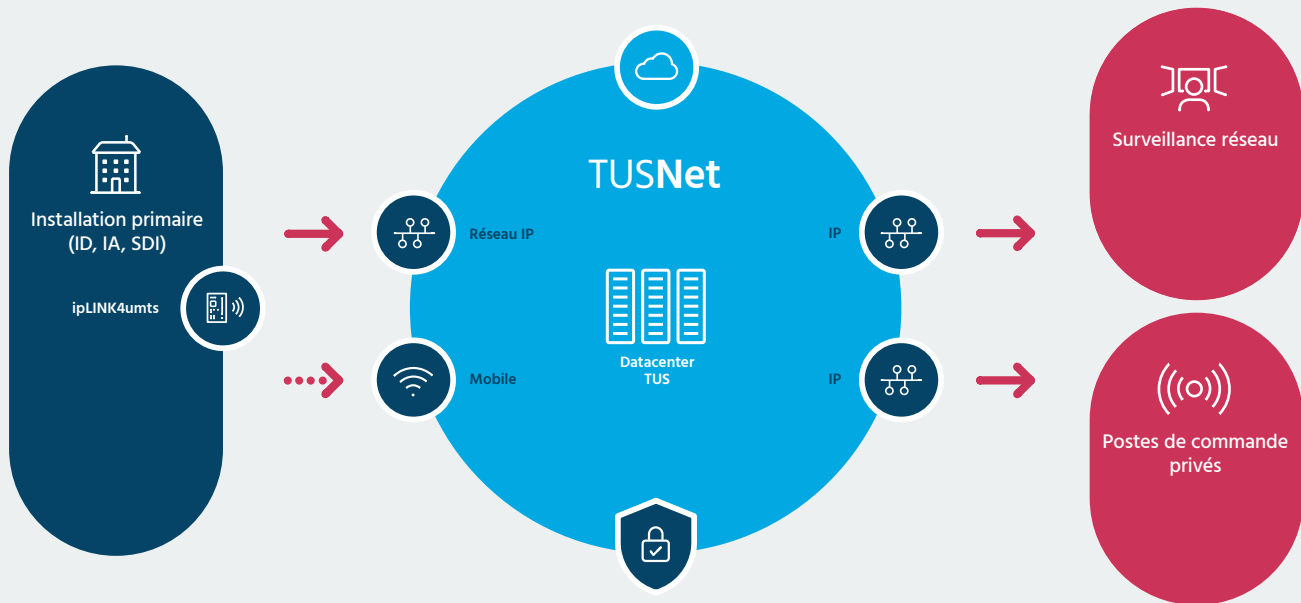 Installation primaire
(ID, IA, SDI)
ipLINK4umts
TUSNet
Réseau IP
Mobile
Datacenter
TUS
IP
IP
Surveillance réseau
Postes de commande
privés